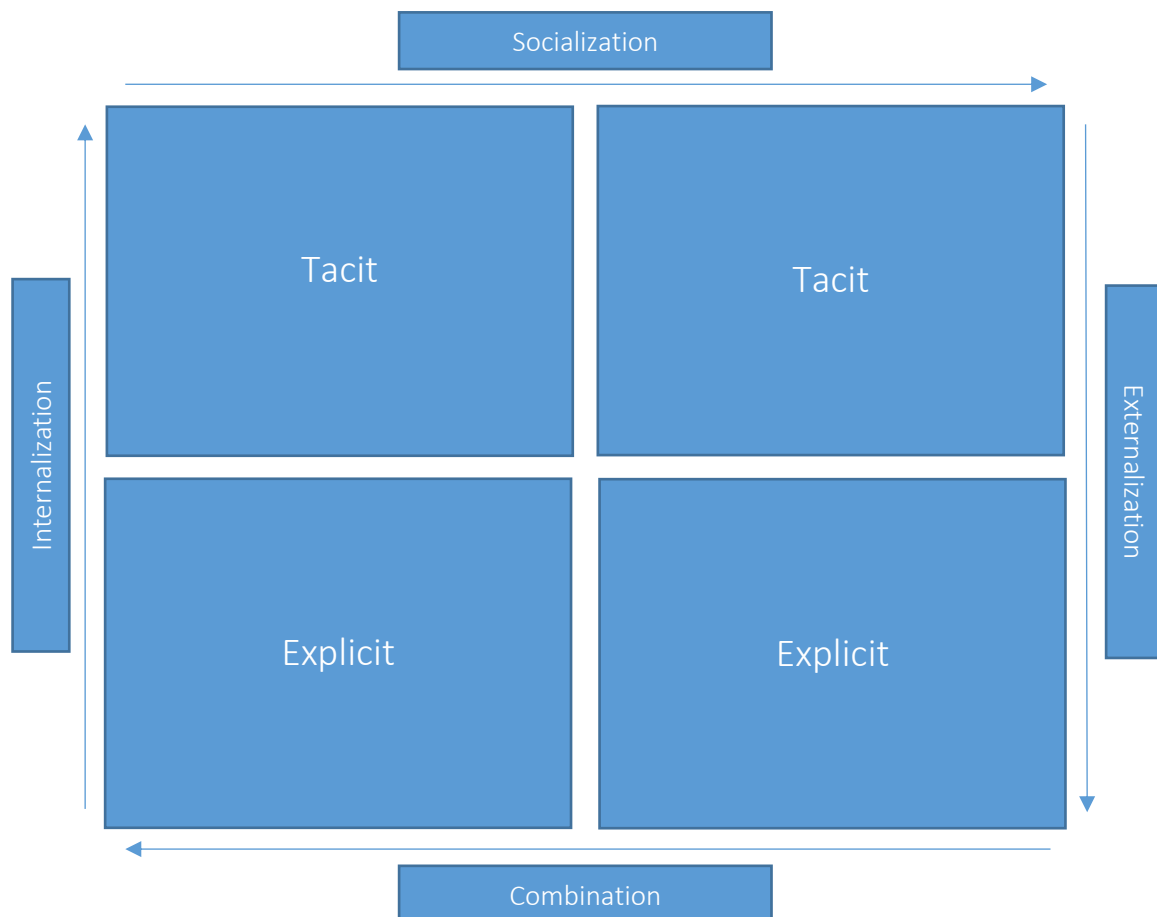 Socialization
Tacit
Tacit
Internalization
Externalization
Explicit
Explicit
Combination